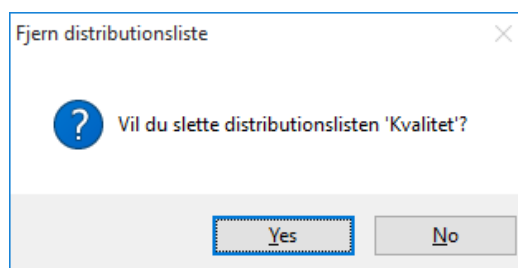 Fjern distributionsliste
Vil du slette distributionslisten 'Kvalitet'?
Yes
No